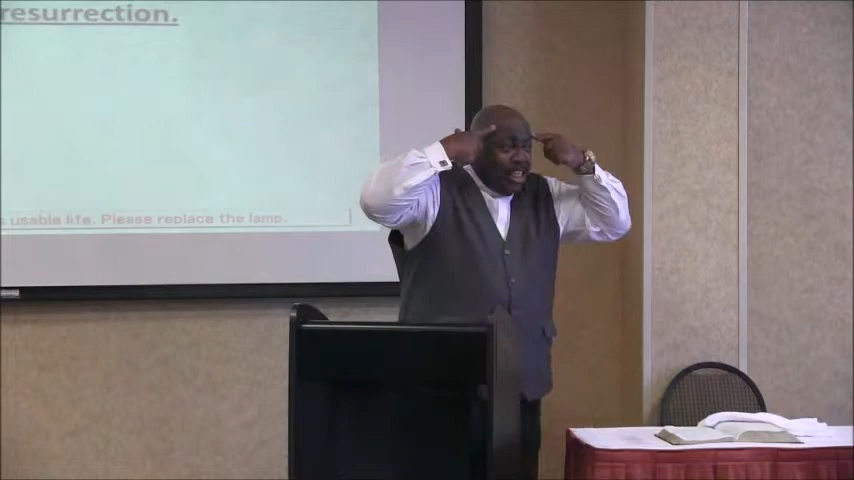 resurrection.
usable life. Please replace the lamp.